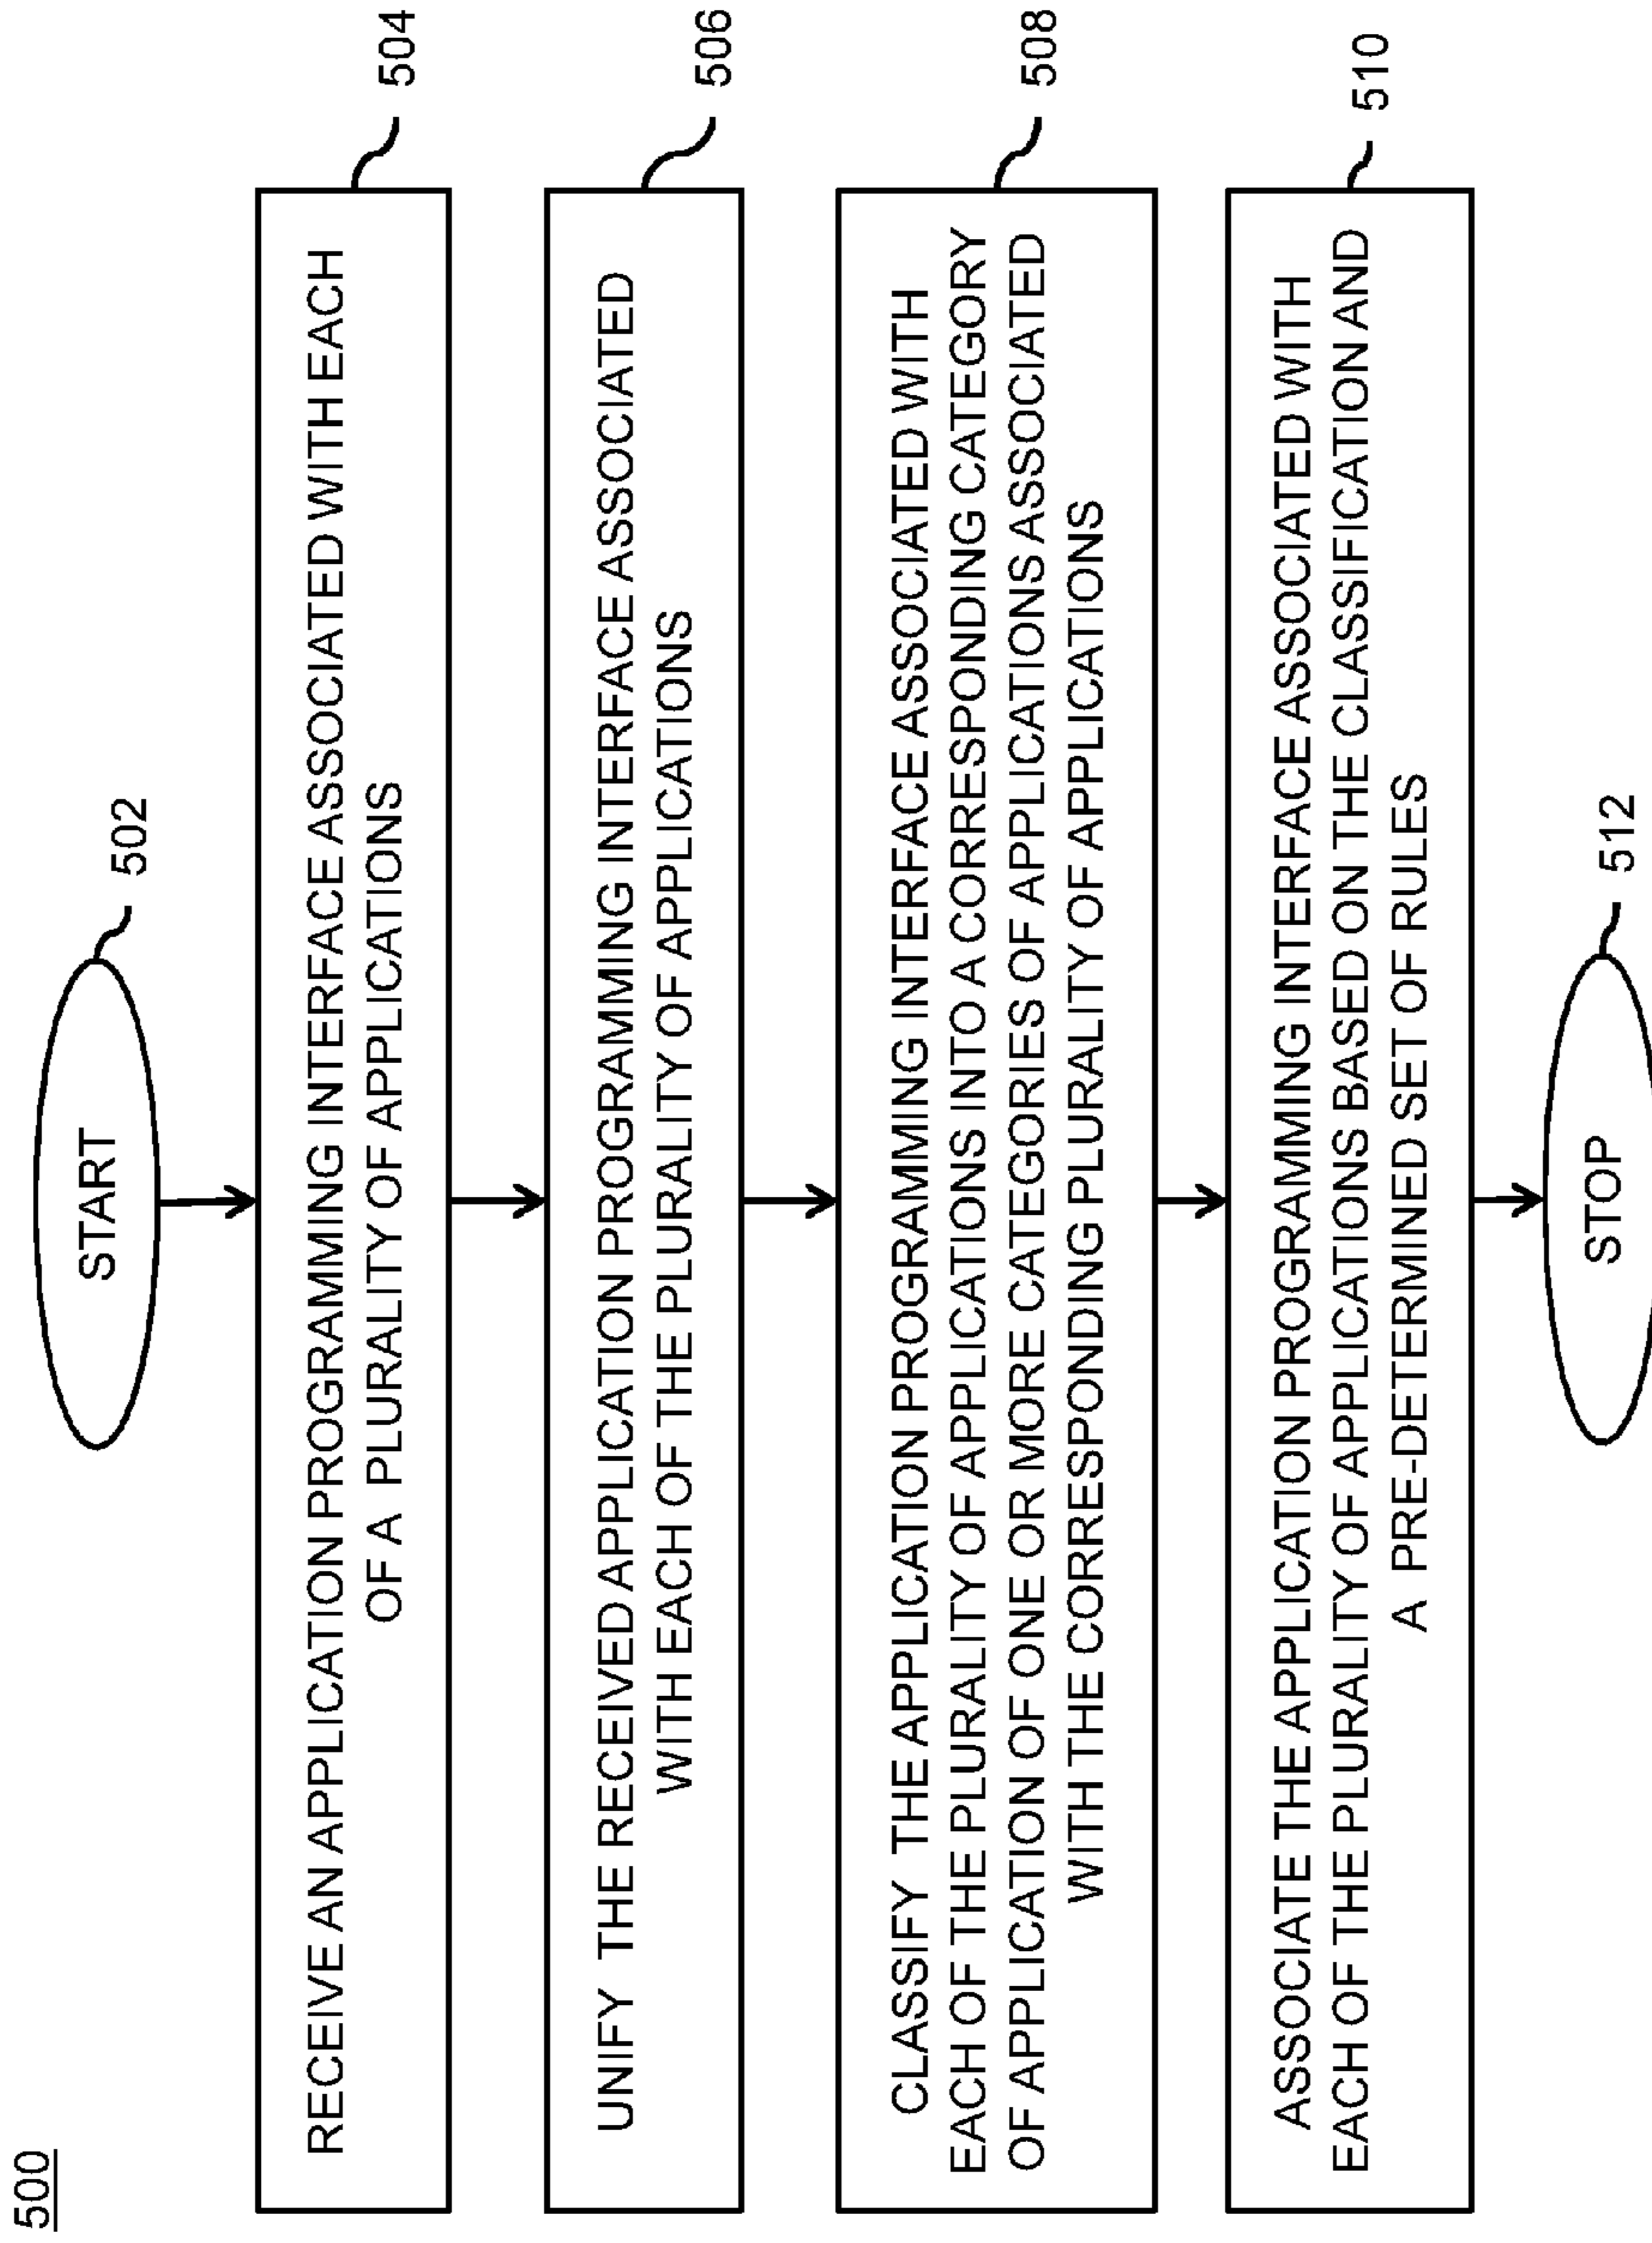 500
START
502
RECEIVE AN APPLICATION PROGRAMMING INTERFACE ASSOCIATED WITH EACH
OF A PLURALITY OF APPLICATIONS
504
UNIFY THE RECEIVED APPLICATION PROGRAMMING INTERFACE ASSOCIATED
WITH EACH OF THE PLURALITY OF APPLICATIONS
506
CLASSIFY THE APPLICATION PROGRAMMING INTERFACE ASSOCIATED WITH
EACH OF THE PLURALITY OF APPLICATIONS INTO A CORRESPONDING CATEGORY
OF APPLICATION OF ONE OR MORE CATEGORIES OF APPLICATIONS ASSOCIATED
WITH THE CORRESPONDING PLURALITY OF APPLICATIONS
508
ASSOCIATE THE APPLICATION PROGRAMMING INTERFACE ASSOCIATED WITH
EACH OF THE PLURALITY OF APPLICATIONS BASED ON THE CLASSIFICATION AND
A PRE-DETERMINED SET OF RULES
510
STOP
512